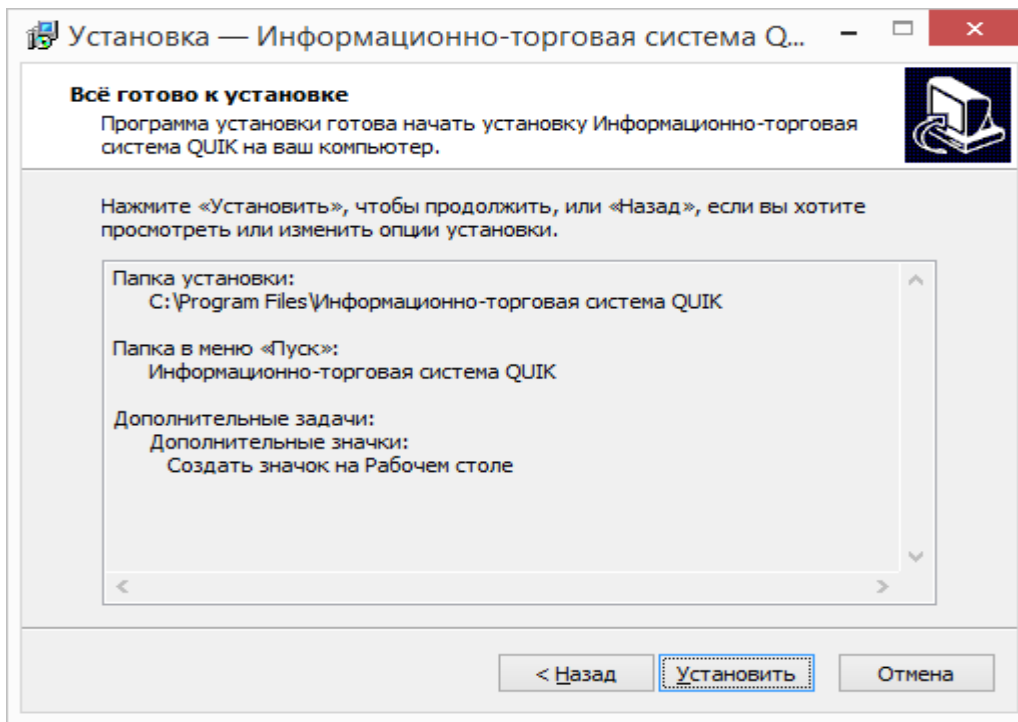 Установка — Информационно-торговая система Q...
Всё готово к установке
Программа установки готова начать установку Информационно-торговая
система QUIK на ваш компьютер.
Нажмите «Установить», чтобы продолжить, или «Назад», если вы хотите
просмотреть или изменить опции установки.
Папка установки:
C:\Program Files\Информационно-торговая система QUIK
Папка в меню «Пуск»:
Информационно-торговая система QUIK
Дополнительные задачи:
Дополнительные значки:
Создать значок на Рабочем столе
< Назад
Установить
Отмена